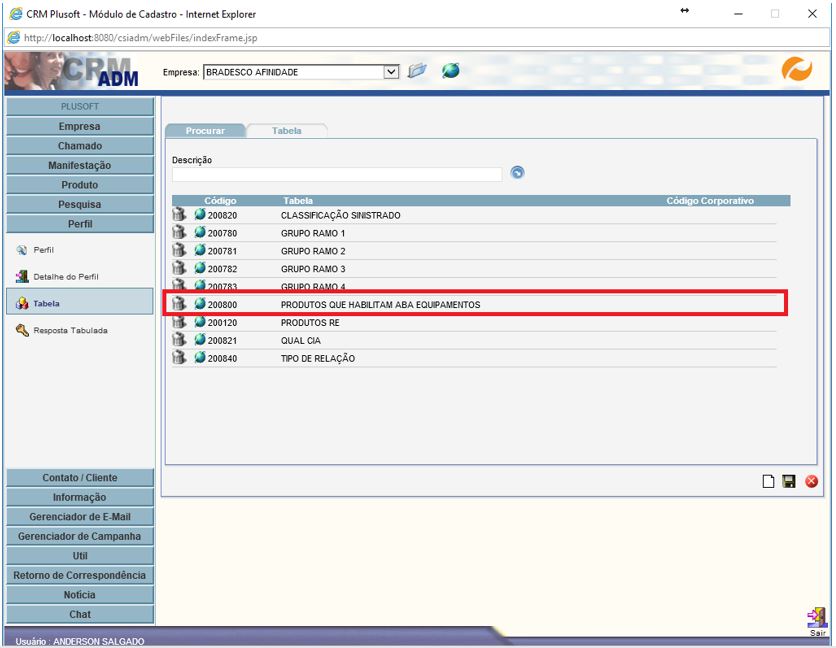 CRM Plusoft - Módulo de Cadastro - Internet Explorer
http://localhost:8080/csiadm/webFiles/indexFrame.jsp
CRM ADM
Empresa: BRADESCO AFINIDADE
PLUSOFT
Empresa
Chamado
Manifestação
Produto
Pesquisa
Perfil
Perfil
Detalhe do Perfil
Tabela
Resposta Tabulada
Contato / Cliente
Informação
Gerenciador de E-Mail
Gerenciador de Campanha
Util
Retorno de Correspondência
Notícia
Chat
Procurar Tabela
Descrição
Código Tabela Código Corporativo
200820 CLASSIFICAÇÃO SINISTRADO
200780 GRUPO RAMO 1
200781 GRUPO RAMO 2
200782 GRUPO RAMO 3
200783 GRUPO RAMO 4
200800 PRODUTOS QUE HABILITAM ABA EQUIPAMENTOS
200120 PRODUTOS RE
200821 QUAL CIA
200840 TIPO DE RELAÇÃO
Sair
Usuário : ANDERSON SALGADO